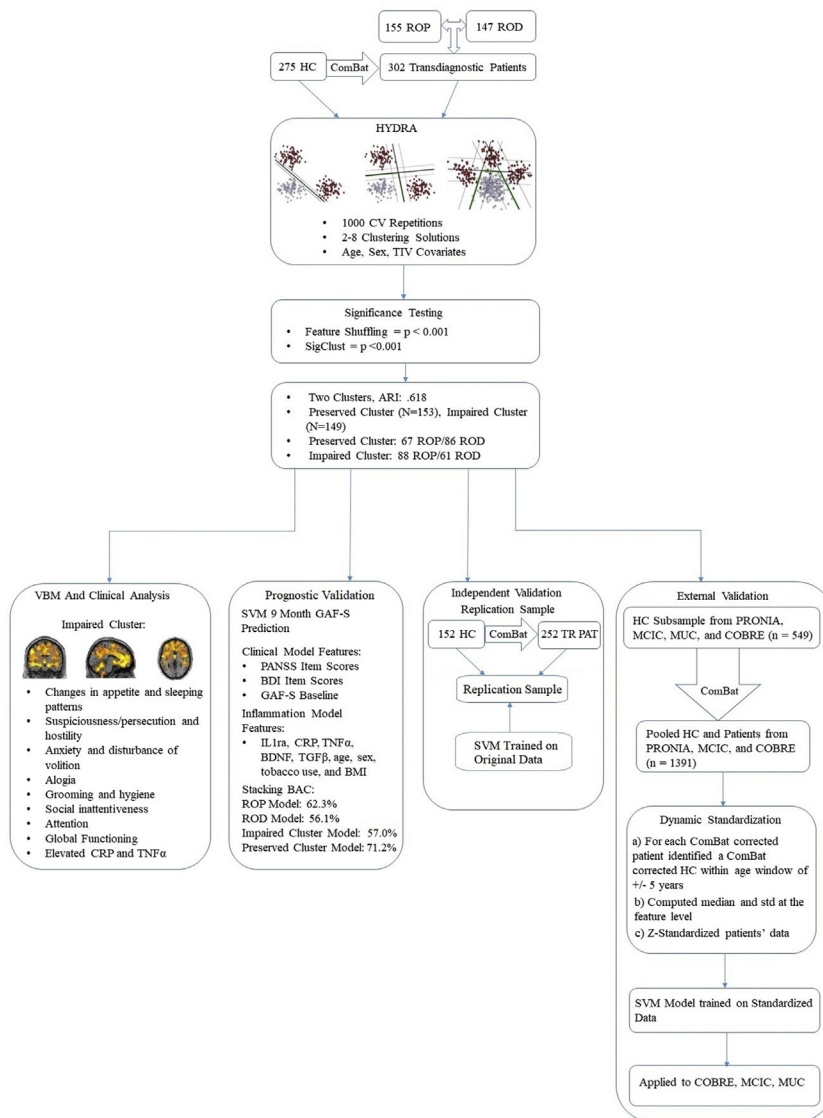 155 ROP
147 ROD
275 HC
ComBat
302 Transdiagnostic Patients
HYDRA
• 1000 CV Repetitions
• 2-8 Clustering Solutions
• Age, Sex, TIV Covariates
Significance Testing
• Feature Shuffling = p < 0.001
• SigClust = p <0.001
• Two Clusters, ARI: .618
• Preserved Cluster (N=153), Impaired Cluster
(N=149)
• Preserved Cluster: 67 ROP/86 ROD
• Impaired Cluster: 88 ROP/61 ROD
VBM And Clinical Analysis
Impaired Cluster:
• Changes in appetite and sleeping
patterns
• Suspiciousness/persecution and
hostility
• Anxiety and disturbance of
volition
• Alogia
• Grooming and hygiene
• Social inattentiveness
• Attention
• Global Functioning
• Elevated CRP and TNFα
Prognostic Validation
SVM 9 Month GAF-S
Prediction
Clinical Model Features:
• PANSS Item Scores
• BDI Item Scores
• GAF-S Baseline
Inflammation Model
Features:
• IL1ra, CRP, TNFα,
BDNF, TGFβ, age, sex,
tobacco use, and BMI
Stacking BAC:
ROP Model: 62.3%
ROD Model: 56.1%
Impaired Cluster Model: 57.0%
Preserved Cluster Model: 71.2%
Independent Validation
Replication Sample
152 HC
ComBat
252 TR PAT
Replication Sample
SVM Trained on
Original Data
External Validation
HC Subsample from PRONIA,
MCIC, MUC, and COBRE (n = 549)
ComBat
Pooled HC and Patients from
PRONIA, MCIC, and COBRE
(n = 1391)
Dynamic Standardization
a) For each ComBat corrected
patient identified a ComBat
corrected HC within age window of
+/- 5 years
b) Computed median and std at the
feature level
c) Z-Standardized patients’ data
SVM Model trained on Standardized
Data
Applied to COBRE, MCIC, MUC